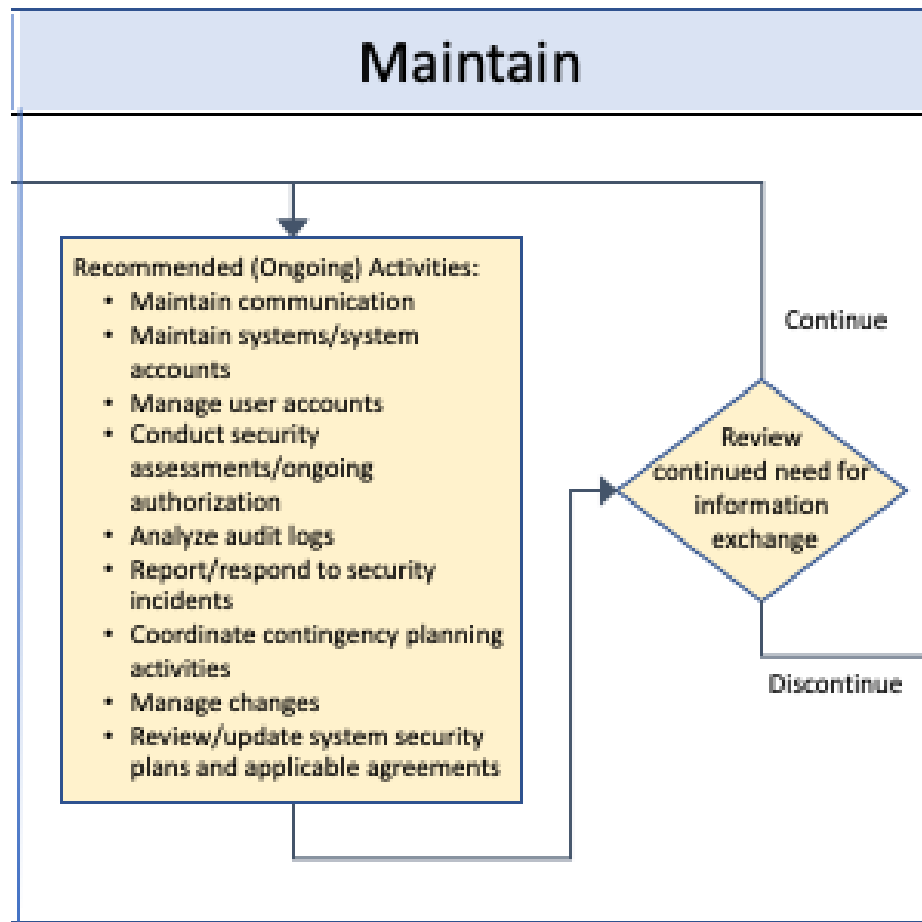 Maintain
Recommended (Ongoing) Activities:
• Maintain communication
• Maintain systems/system
accounts
• Manage user accounts
• Conduct security
assessments/ongoing
authorization
• Analyze audit logs
• Report/respond to security
incidents
• Coordinate contingency planning
activities
• Manage changes
• Review/update system security
plans and applicable agreements
Continue
Review
continued need for
information
exchange
Discontinue